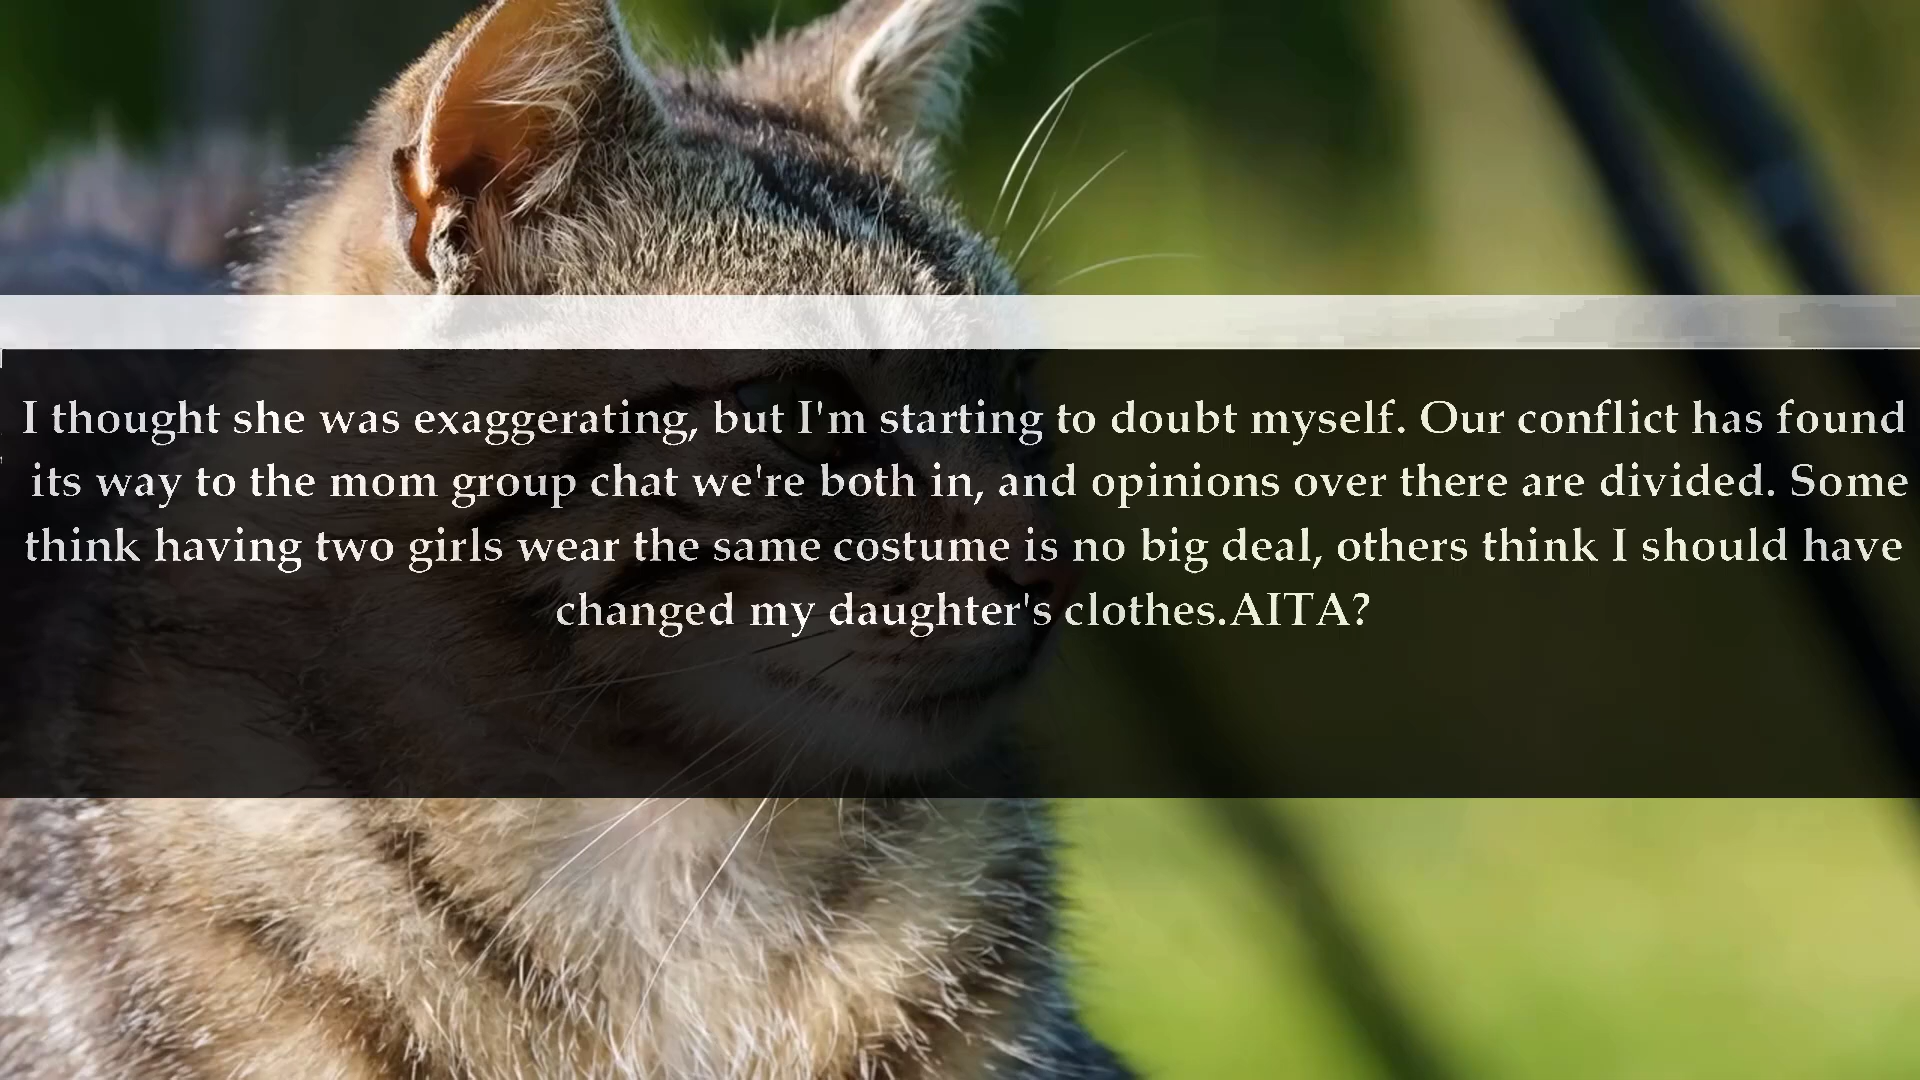 I thought she was exaggerating, but I'm starting to doubt myself. Our conflict has found
its way to the mom group chat we're both in, and opinions over there are divided. Some
think having two girls wear the same costume is no big deal, others think I should have
changed my daughter's clothes.AITA?